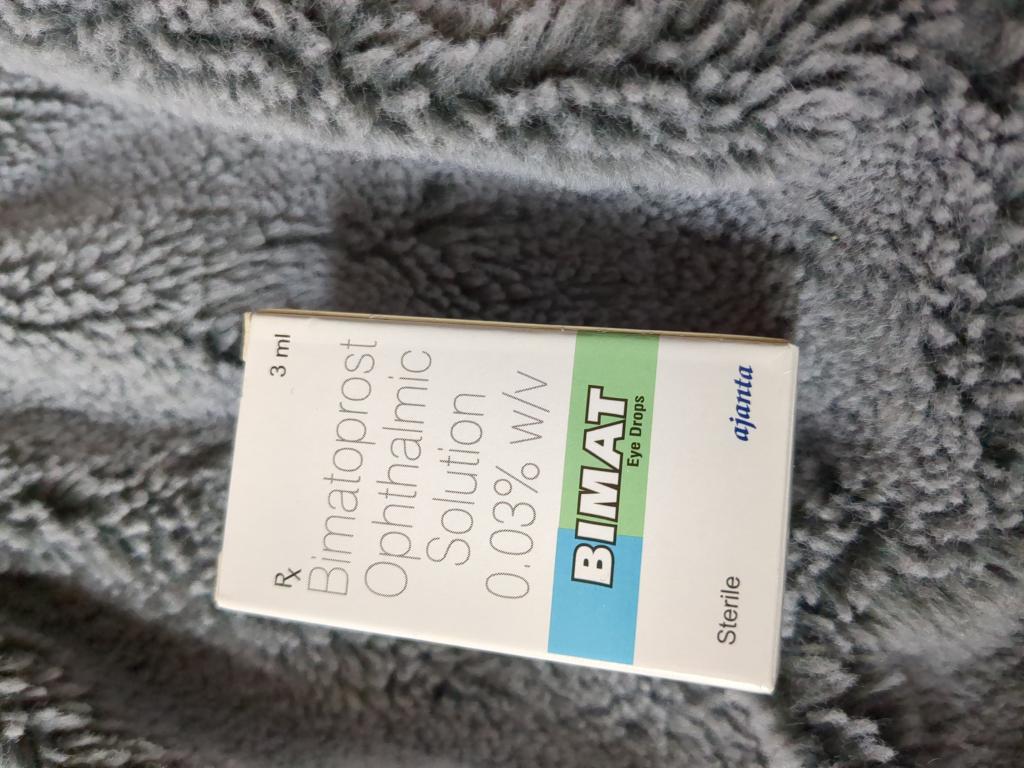 Rx 3 ml
Bimatoprost
Ophthalmic
Solution
0.03% w/v
BIMAT
Eye Drops
Sterile ajanta